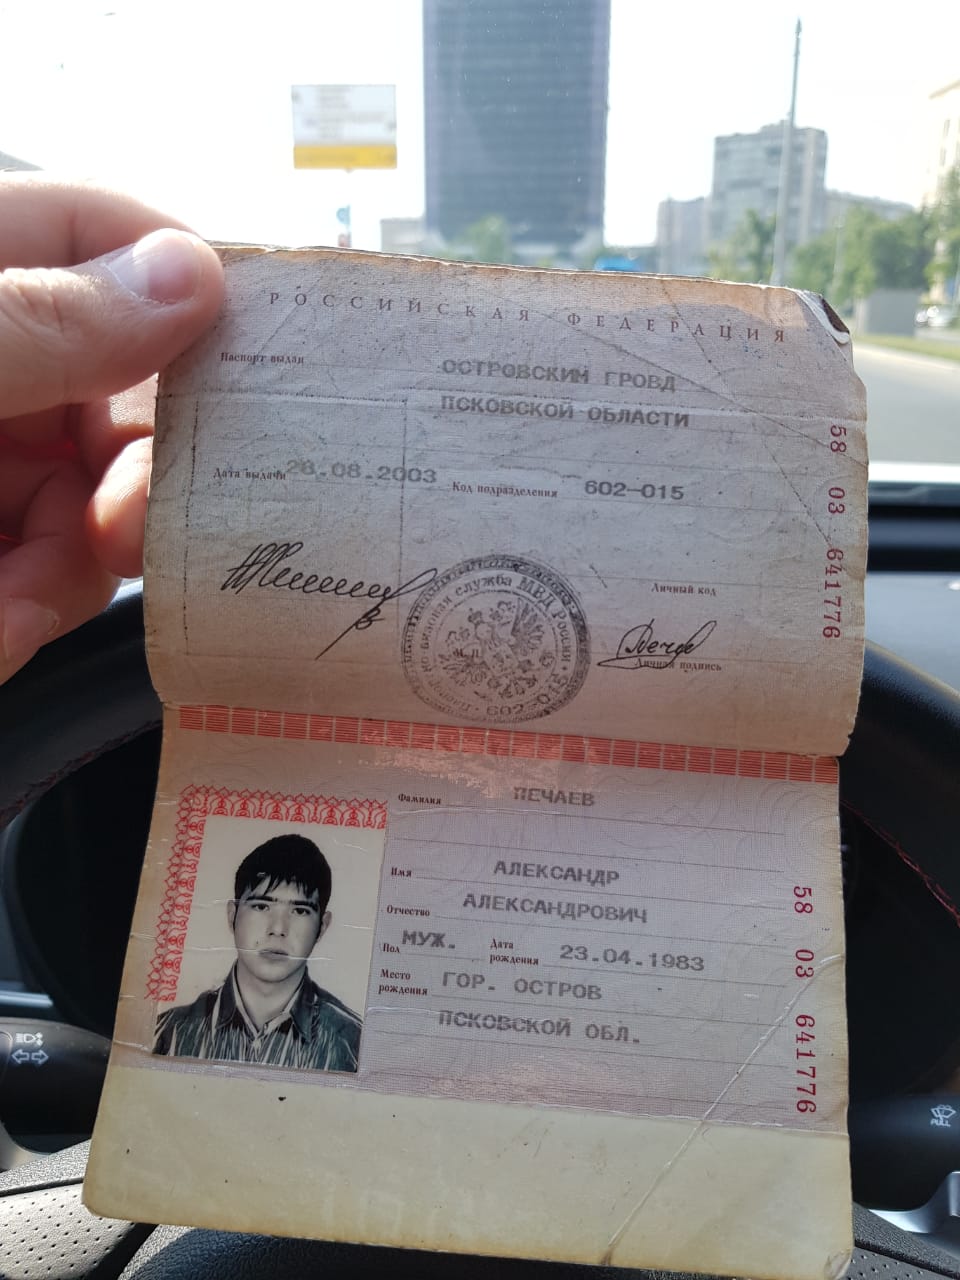 РОССИЙСКАЯ ФЕДЕРАЦИЯ
Паспорт выдан ОСТРОВСКИМ ГРОВД
ПСКОВСКОЙ ОБЛАСТИ
Дата выдачи 28.08.2003 Код подразделения 602-015
58 03 641776
Личный код
М.П.
Личная подпись
служба МВД России
602-0
Фамилия ПЕЧАЕВ
Имя АЛЕКСАНДР
Отчество АЛЕКСАНДРОВИЧ
Пол МУЖ. Дата рождения 23.04.1983
Место рождения ГОР. ОСТРОВ
ПСКОВСКОЙ ОБЛ.
58 03 641776